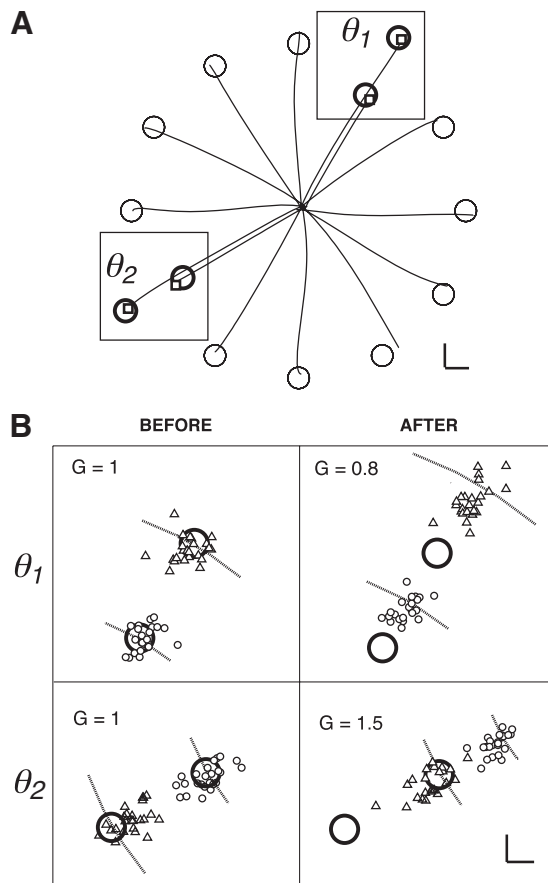 A
θ1
θ2
B
BEFORE AFTER
G = 1 G = 0.8
θ1
G = 1 G = 1.5
θ2